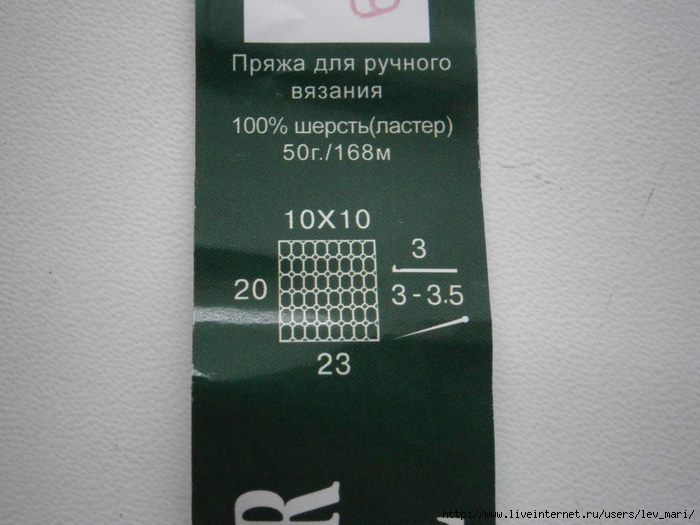 Пряжа для ручного
вязания
100% шерсть(ластер)
50г./168м
10X10
20
3
3 - 3.5
23
R
http://www.liveinternet.ru/users/lev_mari/